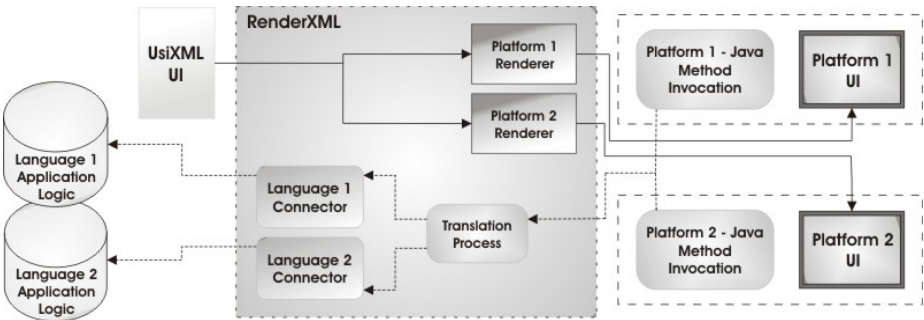 UsiXML
UI
RenderXML
Platform 1
Renderer
Platform 2
Renderer
Platform 1 - Java
Method
Invocation
Platform 1
UI
Language 1
Application
Logic
Language 2
Application
Logic
Language 1
Connector
Language 2
Connector
Translation
Process
Platform 2 - Java
Method
Invocation
Platform 2
UI